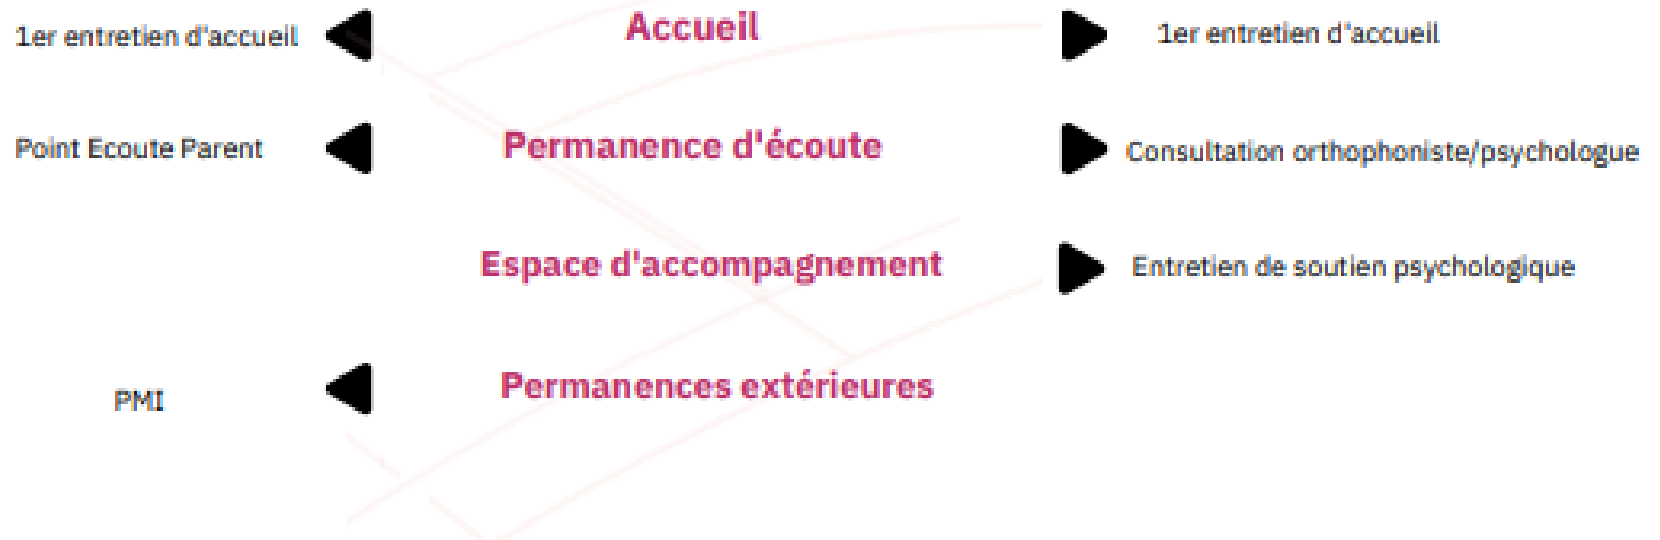 1er entretien d'accueil Accueil 1er entretien d'accueil
Point Ecoute Parent Permanence d'écoute Consultation orthophoniste/psychologue
Espace d'accompagnement Entretien de soutien psychologique
PMI Permanences extérieures